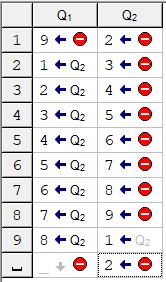 Q₁ Q₂
1 9 ← ⛔ 2 ← ⛔
2 1 ← Q₂ 3 ← ⛔
3 2 ← Q₂ 4 ← ⛔
4 3 ← Q₂ 5 ← ⛔
5 4 ← Q₂ 6 ← ⛔
6 5 ← Q₂ 7 ← ⛔
7 6 ← Q₂ 8 ← ⛔
8 7 ← Q₂ 9 ← ⛔
9 8 ← Q₂ 1 ← Q₂
⎵ _ ↓ ⛔ 2 ← ⛔